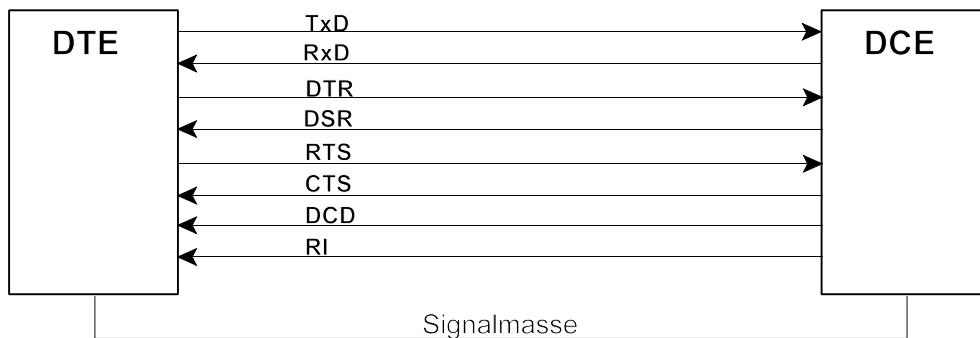 DTE
DCE
TxD
RxD
DTR
DSR
RTS
CTS
DCD
RI
Signalmasse